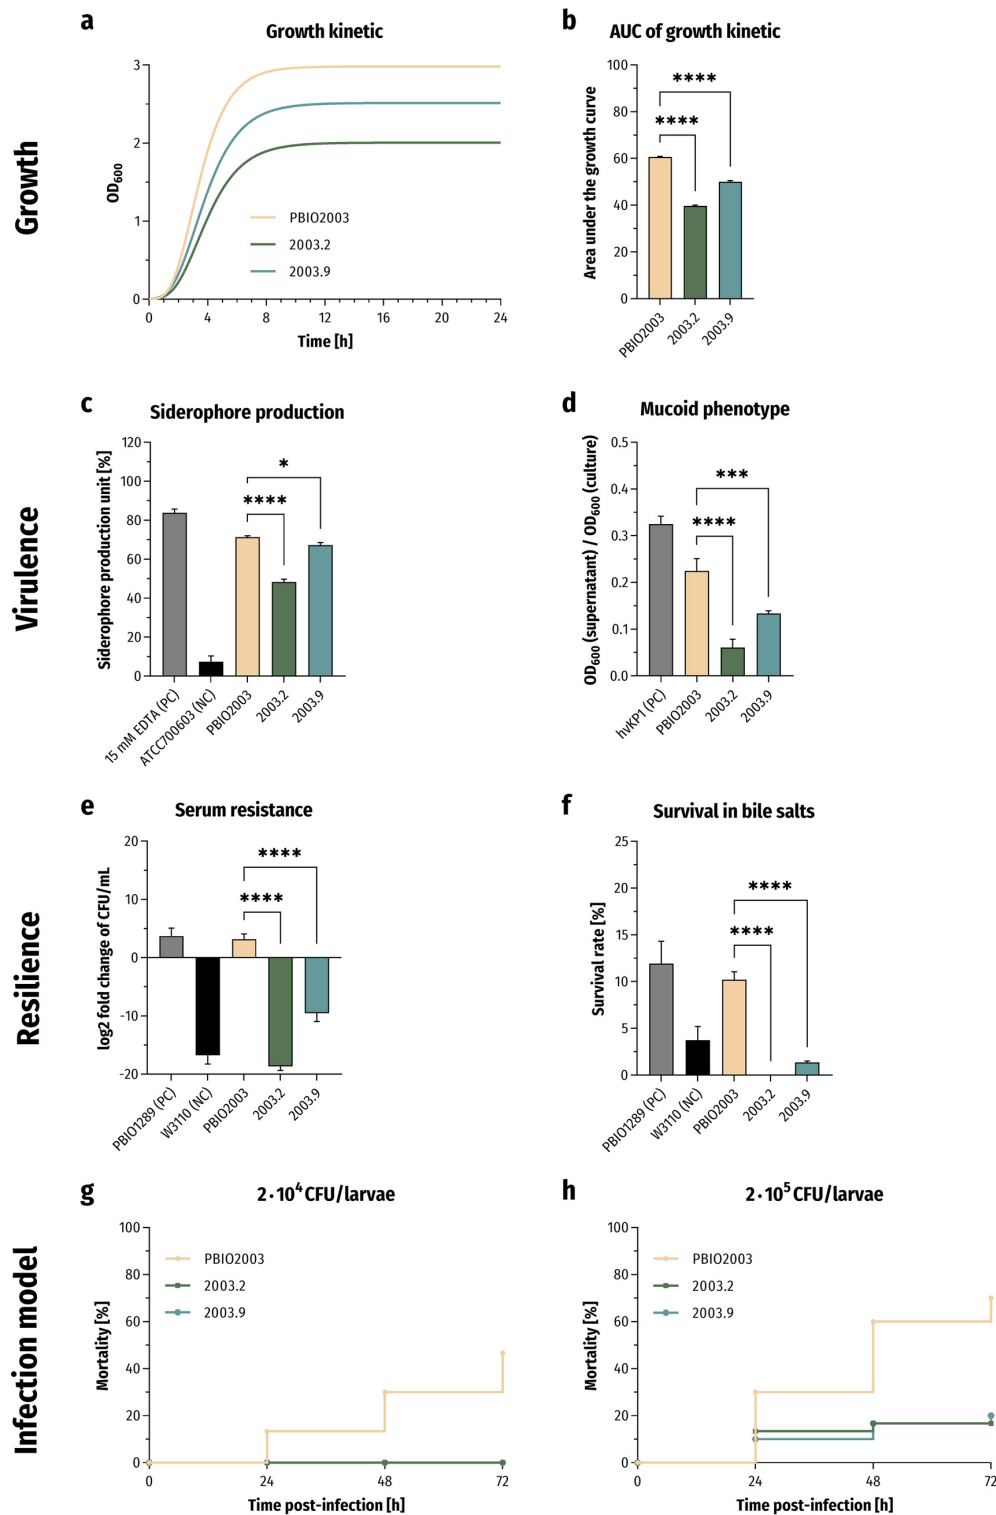 Growth
a
Growth kinetic
OD600
3
2
1
0
PBIO2003
2003.2
2003.9
0 4 8 12 16 20 24
Time [h]
b
AUC of growth kinetic
Area under the growth curve
100
80
60
40
20
0
****
****
PBIO2003
2003.2
2003.9
Virulence
c
Siderophore production
Siderophore production unit [%]
120
100
80
60
40
20
0
*
****
15 mM EDTA (PC)
ATCC700603 (NC)
PBIO2003
2003.2
2003.9
d
Mucoid phenotype
OD600 (supernatant) / OD600 (culture)
0.5
0.4
0.3
0.2
0.1
0.0
***
****
hvKP1 (PC)
PBIO2003
2003.2
2003.9
Resilience
e
Serum resistance
log2 fold change of CFU/mL
20
10
0
-10
-20
****
****
PBIO1289 (PC)
W3110 (NC)
PBIO2003
2003.2
2003.9
f
Survival in bile salts
Survival rate [%]
25
20
15
10
5
0
****
****
PBIO1289 (PC)
W3110 (NC)
PBIO2003
2003.2
2003.9
Infection model
g
2·10⁴ CFU/larvae
Mortality [%]
100
80
60
40
20
0
PBIO2003
2003.2
2003.9
0 24 48 72
Time post-infection [h]
h
2·10⁵ CFU/larvae
Mortality [%]
100
80
60
40
20
0
PBIO2003
2003.2
2003.9
0 24 48 72
Time post-infection [h]